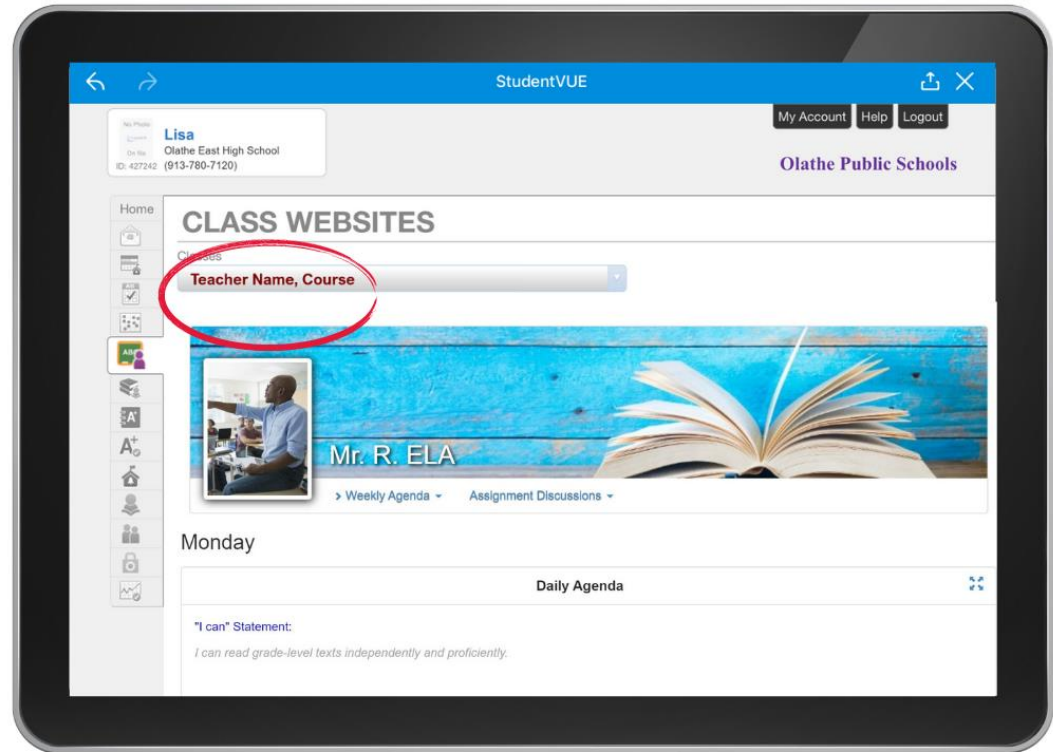 StudentVUE
My Account Help Logout
No Photo
Lisa
Olathe East High School
ID: 427242 (913-780-7120)
Olathe Public Schools
Home
CLASS WEBSITES
Classes
Teacher Name, Course
Mr. R. ELA
> Weekly Agenda Assignment Discussions
Monday
Daily Agenda
"I can" Statement:
I can read grade-level texts independently and proficiently.